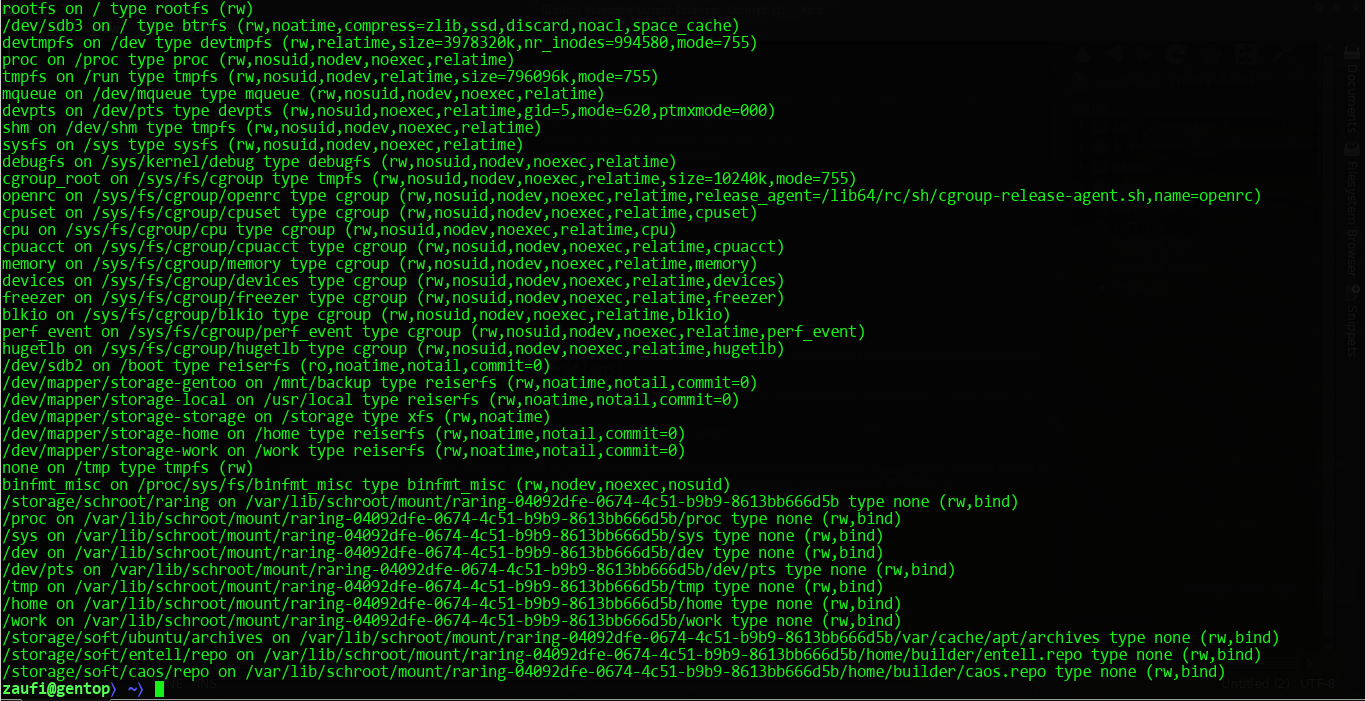 rootfs on / type rootfs (rw)
/dev/sdb3 on / type btrfs (rw,noatime,compress=zlib,ssd,discard,noacl,space_cache)
devtmpfs on /dev type devtmpfs (rw,relatime,size=3978320k,nr_inodes=994580,mode=755)
proc on /proc type proc (rw,nosuid,nodev,noexec,relatime)
tmpfs on /run type tmpfs (rw,nosuid,nodev,relatime,size=796096k,mode=755)
mqueue on /dev/mqueue type mqueue (rw,nosuid,nodev,noexec,relatime)
devpts on /dev/pts type devpts (rw,nosuid,noexec,relatime,gid=5,mode=620,ptmxmode=000)
shm on /dev/shm type tmpfs (rw,nosuid,nodev,noexec,relatime)
sysfs on /sys type sysfs (rw,nosuid,nodev,noexec,relatime)
debugfs on /sys/kernel/debug type debugfs (rw,nosuid,nodev,noexec,relatime)
cgroup_root on /sys/fs/cgroup type tmpfs (rw,nosuid,nodev,noexec,relatime,size=10240k,mode=755)
openrc on /sys/fs/cgroup/openrc type cgroup (rw,nosuid,nodev,noexec,relatime,release_agent=/lib64/rc/sh/cgroup-release-agent.sh,name=openrc)
cpuset on /sys/fs/cgroup/cpuset type cgroup (rw,nosuid,nodev,noexec,relatime,cpuset)
cpu on /sys/fs/cgroup/cpu type cgroup (rw,nosuid,nodev,noexec,relatime,cpu)
cpuacct on /sys/fs/cgroup/cpuacct type cgroup (rw,nosuid,nodev,noexec,relatime,cpuacct)
memory on /sys/fs/cgroup/memory type cgroup (rw,nosuid,nodev,noexec,relatime,memory)
devices on /sys/fs/cgroup/devices type cgroup (rw,nosuid,nodev,noexec,relatime,devices)
freezer on /sys/fs/cgroup/freezer type cgroup (rw,nosuid,nodev,noexec,relatime,freezer)
blkio on /sys/fs/cgroup/blkio type cgroup (rw,nosuid,nodev,noexec,relatime,blkio)
perf_event on /sys/fs/cgroup/perf_event type cgroup (rw,nosuid,nodev,noexec,relatime,perf_event)
hugetlb on /sys/fs/cgroup/hugetlb type cgroup (rw,nosuid,nodev,noexec,relatime,hugetlb)
/dev/sdb2 on /boot type reiserfs (ro,noatime,notail,commit=0)
/dev/mapper/storage-gentoo on /mnt/backup type reiserfs (rw,noatime,notail,commit=0)
/dev/mapper/storage-local on /usr/local type reiserfs (rw,noatime,notail,commit=0)
/dev/mapper/storage-storage on /storage type xfs (rw,noatime)
/dev/mapper/storage-home on /home type reiserfs (rw,noatime,notail,commit=0)
/dev/mapper/storage-work on /work type reiserfs (rw,noatime,notail,commit=0)
none on /tmp type tmpfs (rw)
binfmt_misc on /proc/sys/fs/binfmt_misc type binfmt_misc (rw,nodev,noexec,nosuid)
/storage/schroot/raring on /var/lib/schroot/mount/raring-04092dfe-0674-4c51-b9b9-8613bb666d5b type none (rw,bind)
/proc on /var/lib/schroot/mount/raring-04092dfe-0674-4c51-b9b9-8613bb666d5b/proc type none (rw,bind)
/sys on /var/lib/schroot/mount/raring-04092dfe-0674-4c51-b9b9-8613bb666d5b/sys type none (rw,bind)
/dev on /var/lib/schroot/mount/raring-04092dfe-0674-4c51-b9b9-8613bb666d5b/dev type none (rw,bind)
/dev/pts on /var/lib/schroot/mount/raring-04092dfe-0674-4c51-b9b9-8613bb666d5b/dev/pts type none (rw,bind)
/tmp on /var/lib/schroot/mount/raring-04092dfe-0674-4c51-b9b9-8613bb666d5b/tmp type none (rw,bind)
/home on /var/lib/schroot/mount/raring-04092dfe-0674-4c51-b9b9-8613bb666d5b/home type none (rw,bind)
/work on /var/lib/schroot/mount/raring-04092dfe-0674-4c51-b9b9-8613bb666d5b/work type none (rw,bind)
/storage/soft/ubuntu/archives on /var/lib/schroot/mount/raring-04092dfe-0674-4c51-b9b9-8613bb666d5b/var/cache/apt/archives type none (rw,bind)
/storage/soft/entell/repo on /var/lib/schroot/mount/raring-04092dfe-0674-4c51-b9b9-8613bb666d5b/home/builder/entell.repo type none (rw,bind)
/storage/soft/caos/repo on /var/lib/schroot/mount/raring-04092dfe-0674-4c51-b9b9-8613bb666d5b/home/builder/caos.repo type none (rw,bind)
zaufi@gentop⟩ ~⟩
Documents
Filesystem Browser
Snippets
Untitled (2) UTF-8